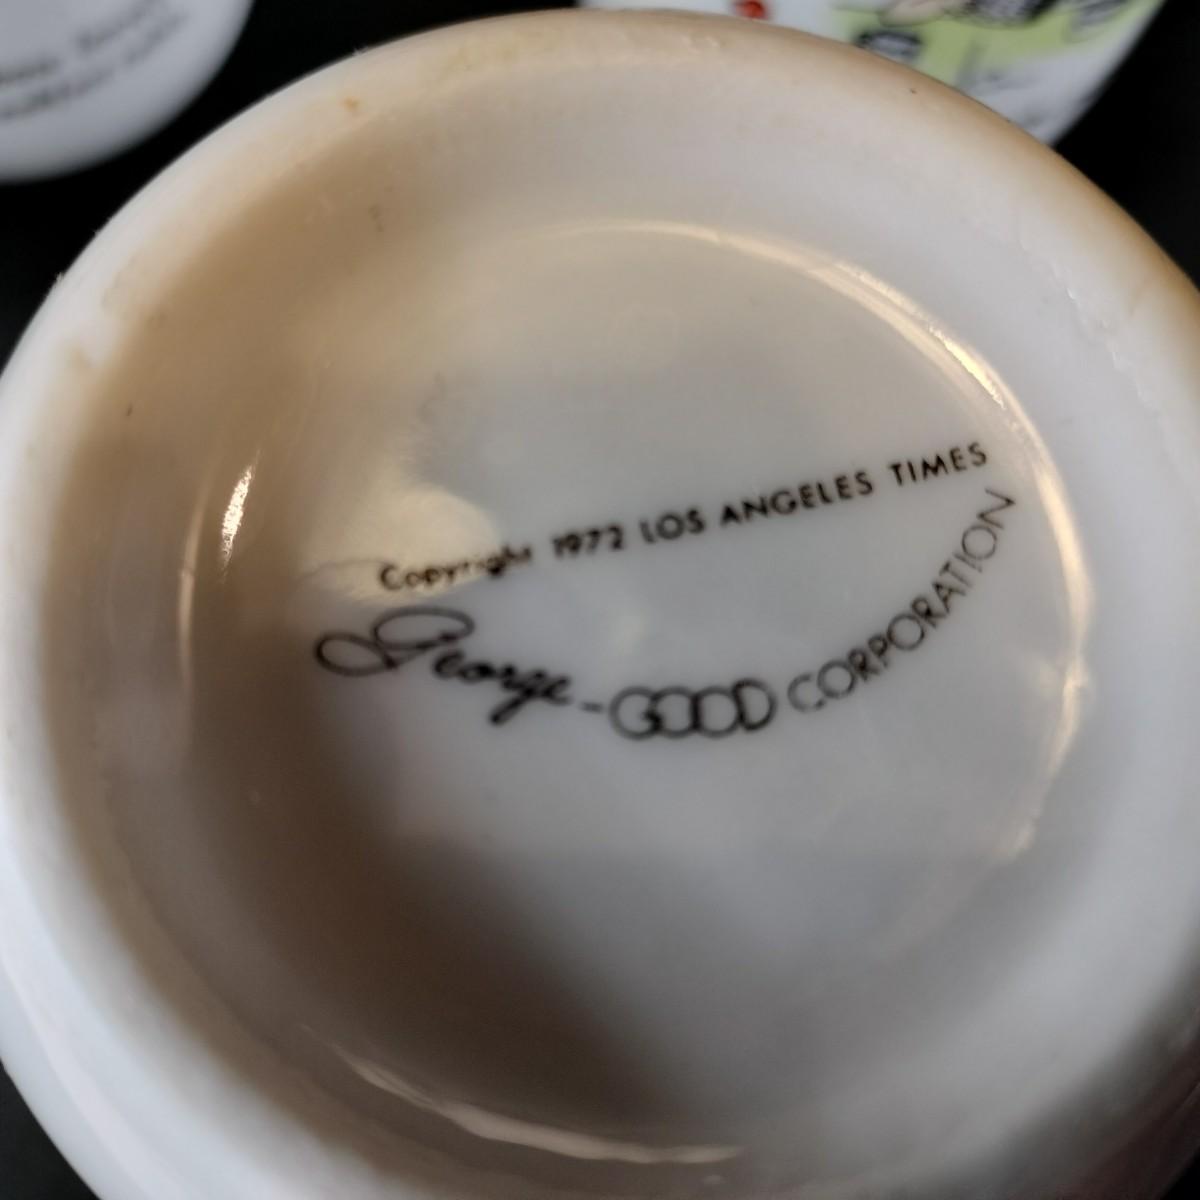 Copyright 1972 LOS ANGELES TIMES
George-GOOD CORPORATION